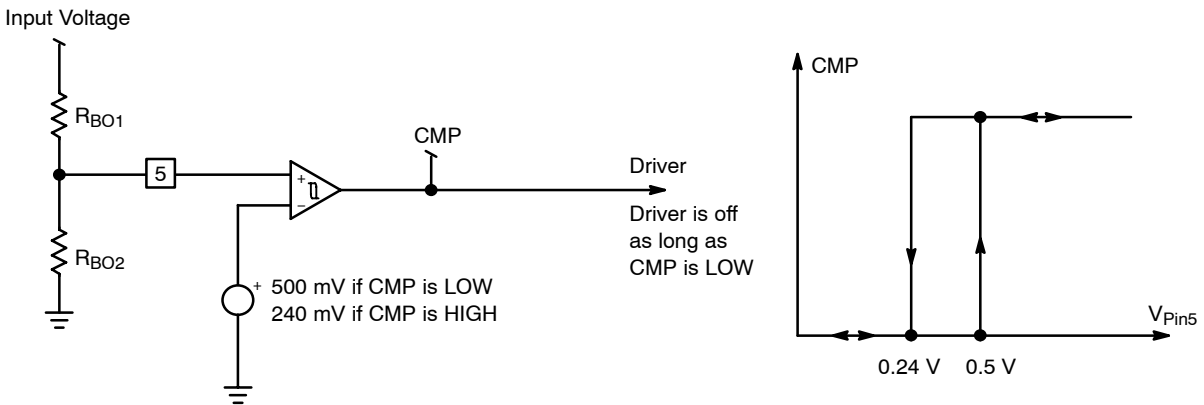 Input Voltage
R_BO1
5
R_BO2
+
−
+ 500 mV if CMP is LOW
240 mV if CMP is HIGH
CMP
Driver
Driver is off
as long as
CMP is LOW
CMP
V_Pin5
0.24 V 0.5 V